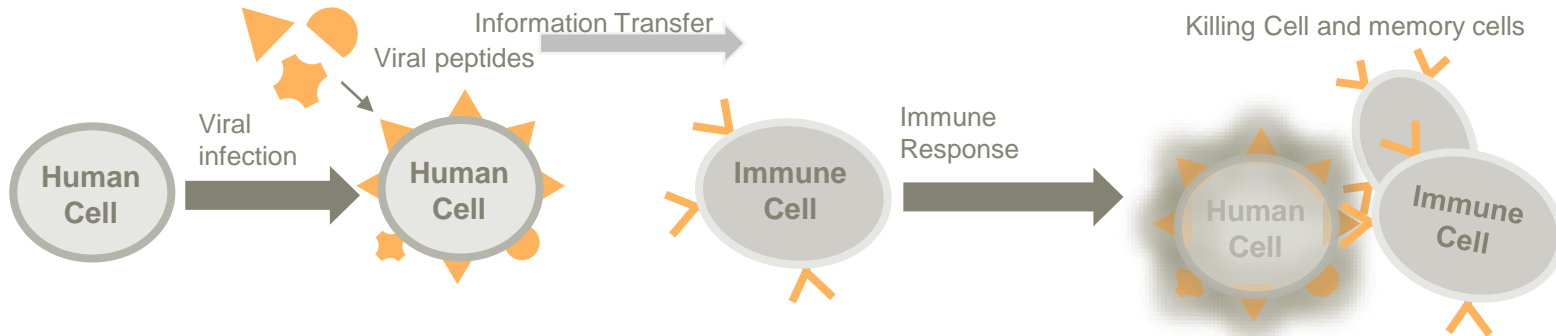 Information Transfer
Killing Cell and memory cells
Viral peptides
Viral
infection
Immune
Response
Human
Cell
Human
Cell
Immune
Cell
Human
Cell
Immune
Cell